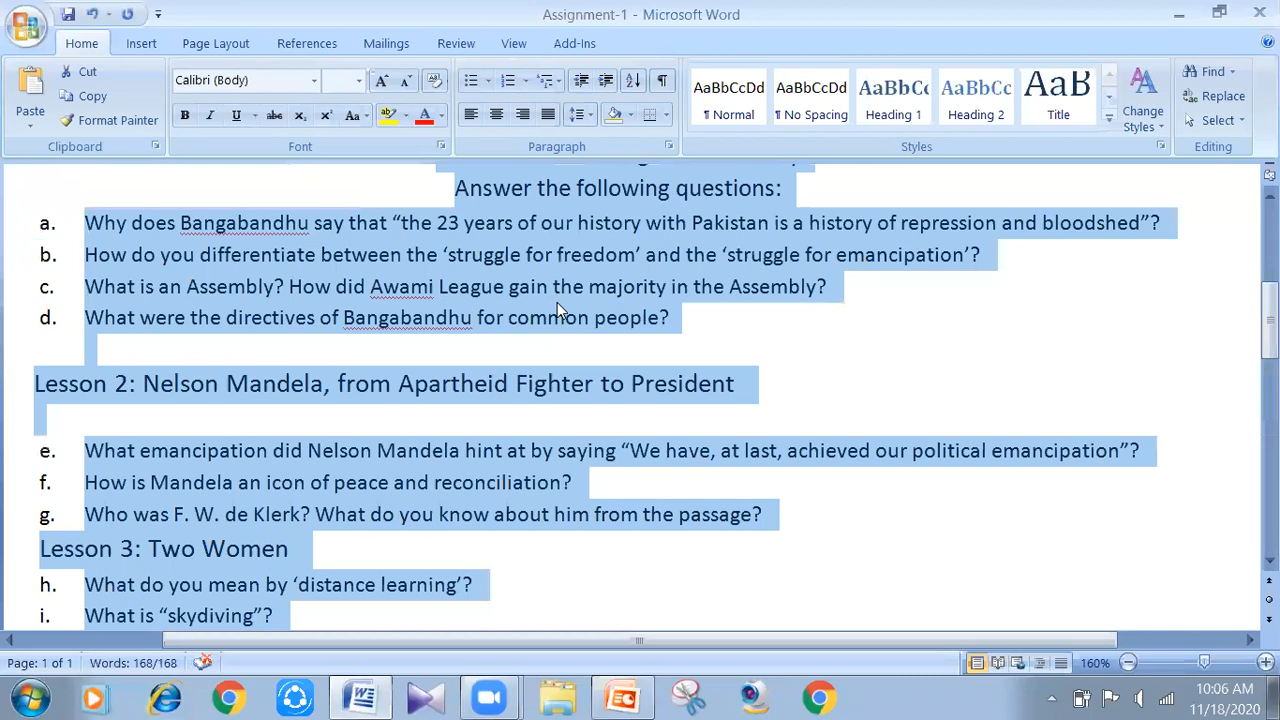 Assignment-1 - Microsoft Word
Home Insert Page Layout References Mailings Review View Add-Ins
Paste
Cut
Copy
Format Painter
Clipboard
Calibri (Body)
B I U abc X₂ X² Aa A
Font
Paragraph
AaBbCcDd AaBbCcDd AaBbCc AaBbCc AaB
¶ Normal ¶ No Spacing Heading 1 Heading 2 Title
Styles
Change Styles
Find
Replace
Select
Editing
Answer the following questions:
a. Why does Bangabandhu say that “the 23 years of our history with Pakistan is a history of repression and bloodshed”?
b. How do you differentiate between the ‘struggle for freedom’ and the ‘struggle for emancipation’?
c. What is an Assembly? How did Awami League gain the majority in the Assembly?
d. What were the directives of Bangabandhu for common people?
Lesson 2: Nelson Mandela, from Apartheid Fighter to President
e. What emancipation did Nelson Mandela hint at by saying “We have, at last, achieved our political emancipation”?
f. How is Mandela an icon of peace and reconciliation?
g. Who was F. W. de Klerk? What do you know about him from the passage?
Lesson 3: Two Women
h. What do you mean by ‘distance learning’?
i. What is “skydiving”?
Page: 1 of 1 Words: 168/168 160%
10:06 AM
11/18/2020